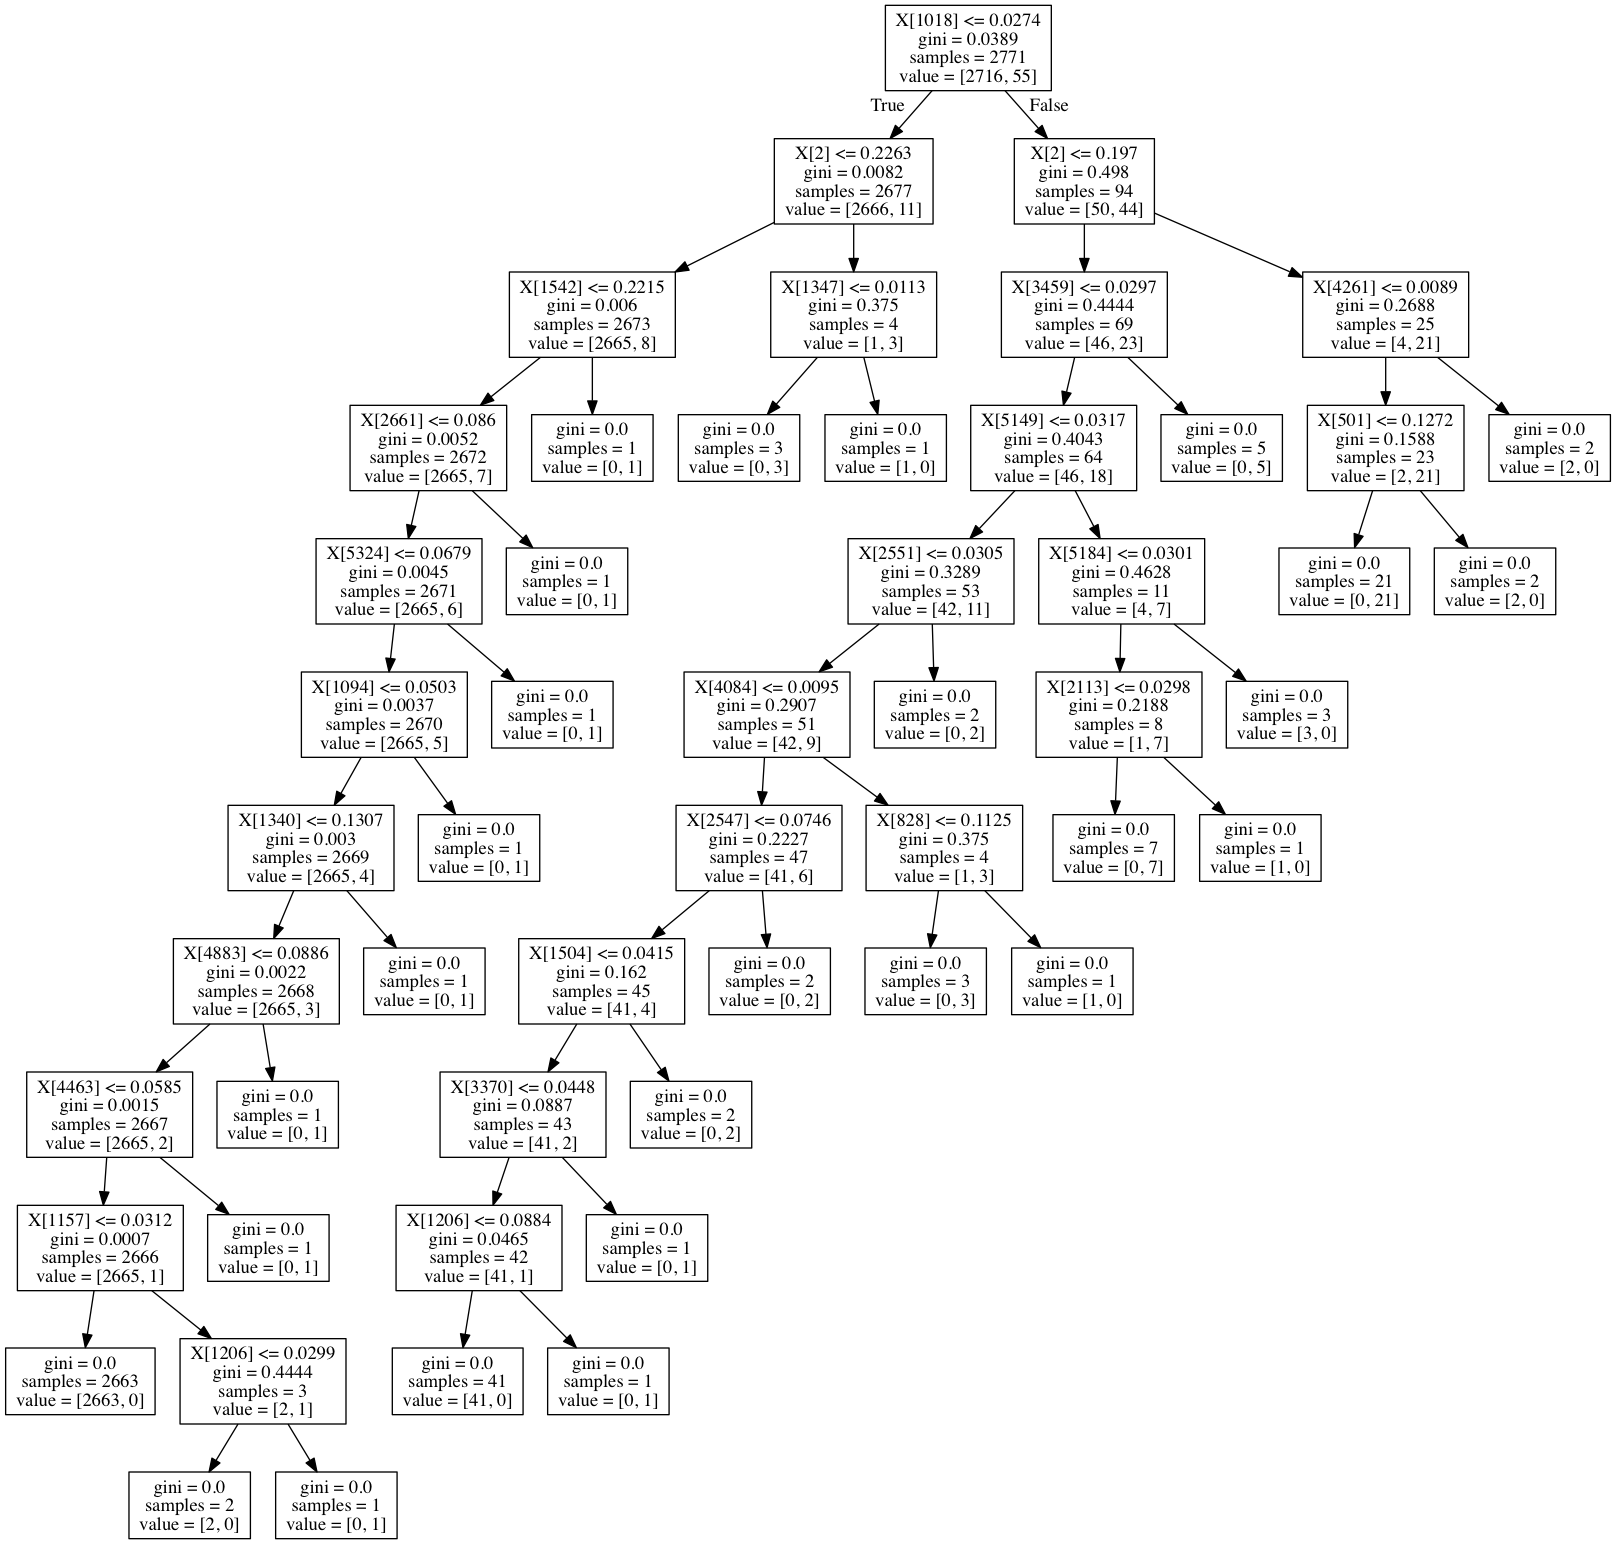 X[1018] <= 0.0274
gini = 0.0389
samples = 2771
value = [2716, 55]
True
False
X[2] <= 0.2263
gini = 0.0082
samples = 2677
value = [2666, 11]
X[2] <= 0.197
gini = 0.498
samples = 94
value = [50, 44]
X[1542] <= 0.2215
gini = 0.006
samples = 2673
value = [2665, 8]
X[1347] <= 0.0113
gini = 0.375
samples = 4
value = [1, 3]
X[3459] <= 0.0297
gini = 0.4444
samples = 69
value = [46, 23]
X[4261] <= 0.0089
gini = 0.2688
samples = 25
value = [4, 21]
X[2661] <= 0.086
gini = 0.0052
samples = 2672
value = [2665, 7]
gini = 0.0
samples = 1
value = [0, 1]
gini = 0.0
samples = 3
value = [0, 3]
gini = 0.0
samples = 1
value = [1, 0]
X[5149] <= 0.0317
gini = 0.4043
samples = 64
value = [46, 18]
gini = 0.0
samples = 5
value = [0, 5]
X[501] <= 0.1272
gini = 0.1588
samples = 23
value = [2, 21]
gini = 0.0
samples = 2
value = [2, 0]
X[5324] <= 0.0679
gini = 0.0045
samples = 2671
value = [2665, 6]
gini = 0.0
samples = 1
value = [0, 1]
X[2551] <= 0.0305
gini = 0.3289
samples = 53
value = [42, 11]
X[5184] <= 0.0301
gini = 0.4628
samples = 11
value = [4, 7]
gini = 0.0
samples = 21
value = [0, 21]
gini = 0.0
samples = 2
value = [2, 0]
X[1094] <= 0.0503
gini = 0.0037
samples = 2670
value = [2665, 5]
gini = 0.0
samples = 1
value = [0, 1]
X[4084] <= 0.0095
gini = 0.2907
samples = 51
value = [42, 9]
gini = 0.0
samples = 2
value = [0, 2]
X[2113] <= 0.0298
gini = 0.2188
samples = 8
value = [1, 7]
gini = 0.0
samples = 3
value = [3, 0]
X[1340] <= 0.1307
gini = 0.003
samples = 2669
value = [2665, 4]
gini = 0.0
samples = 1
value = [0, 1]
X[2547] <= 0.0746
gini = 0.2227
samples = 47
value = [41, 6]
X[828] <= 0.1125
gini = 0.375
samples = 4
value = [1, 3]
gini = 0.0
samples = 7
value = [0, 7]
gini = 0.0
samples = 1
value = [1, 0]
X[4883] <= 0.0886
gini = 0.0022
samples = 2668
value = [2665, 3]
gini = 0.0
samples = 1
value = [0, 1]
X[1504] <= 0.0415
gini = 0.162
samples = 45
value = [41, 4]
gini = 0.0
samples = 2
value = [0, 2]
gini = 0.0
samples = 3
value = [0, 3]
gini = 0.0
samples = 1
value = [1, 0]
X[4463] <= 0.0585
gini = 0.0015
samples = 2667
value = [2665, 2]
gini = 0.0
samples = 1
value = [0, 1]
X[3370] <= 0.0448
gini = 0.0887
samples = 43
value = [41, 2]
gini = 0.0
samples = 2
value = [0, 2]
X[1157] <= 0.0312
gini = 0.0007
samples = 2666
value = [2665, 1]
gini = 0.0
samples = 1
value = [0, 1]
X[1206] <= 0.0884
gini = 0.0465
samples = 42
value = [41, 1]
gini = 0.0
samples = 1
value = [0, 1]
gini = 0.0
samples = 2663
value = [2663, 0]
X[1206] <= 0.0299
gini = 0.4444
samples = 3
value = [2, 1]
gini = 0.0
samples = 41
value = [41, 0]
gini = 0.0
samples = 1
value = [0, 1]
gini = 0.0
samples = 2
value = [2, 0]
gini = 0.0
samples = 1
value = [0, 1]